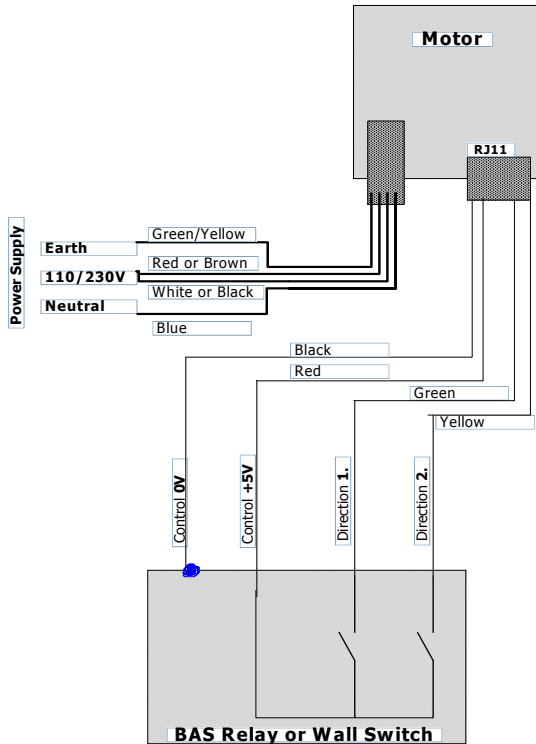 Motor
RJ11
Power Supply
Earth
Green/Yellow
110/230V
Red or Brown
White or Black
Neutral
Blue
Black
Red
Green
Yellow
Control 0V
Control +5V
Direction 1.
Direction 2.
BAS Relay or Wall Switch